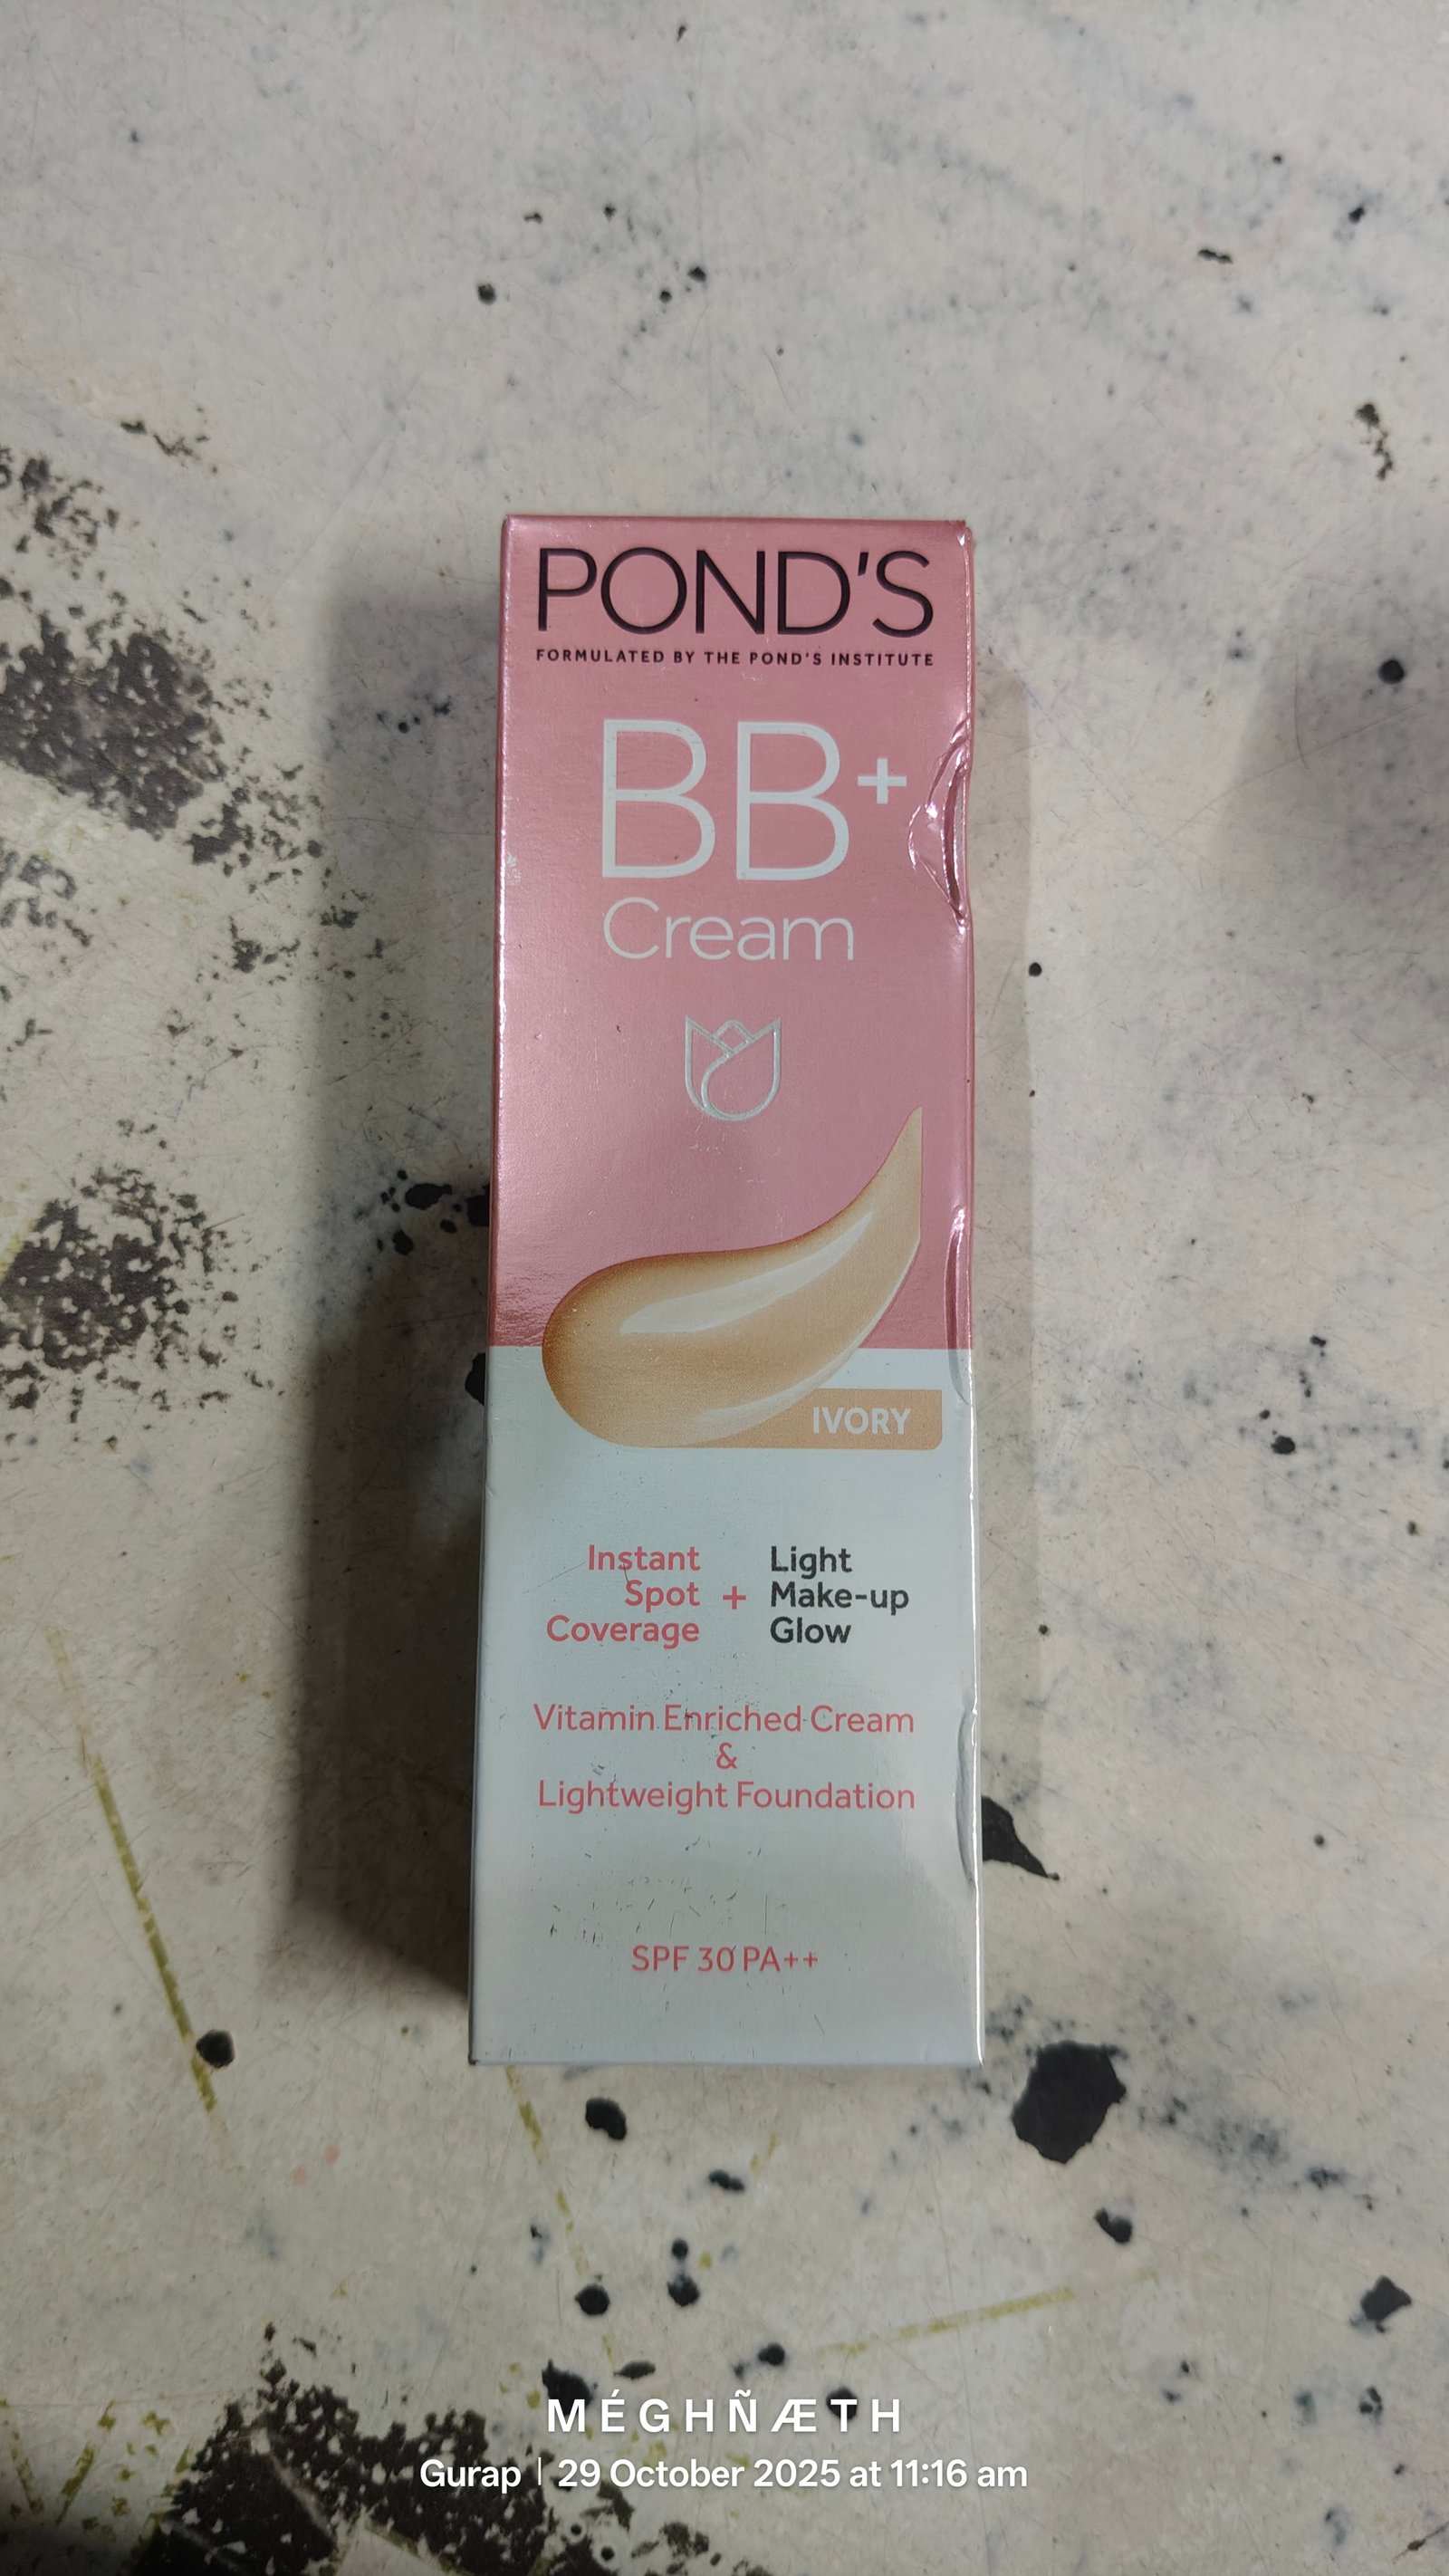 POND'S
FORMULATED BY THE POND'S INSTITUTE
BB+
Cream
IVORY
Instant
Spot
Coverage
+
Light
Make-up
Glow
Vitamin Enriched Cream
&
Lightweight Foundation
SPF 30 PA++
MÉGHÑÆTH
Gurap | 29 October 2025 at 11:16 am